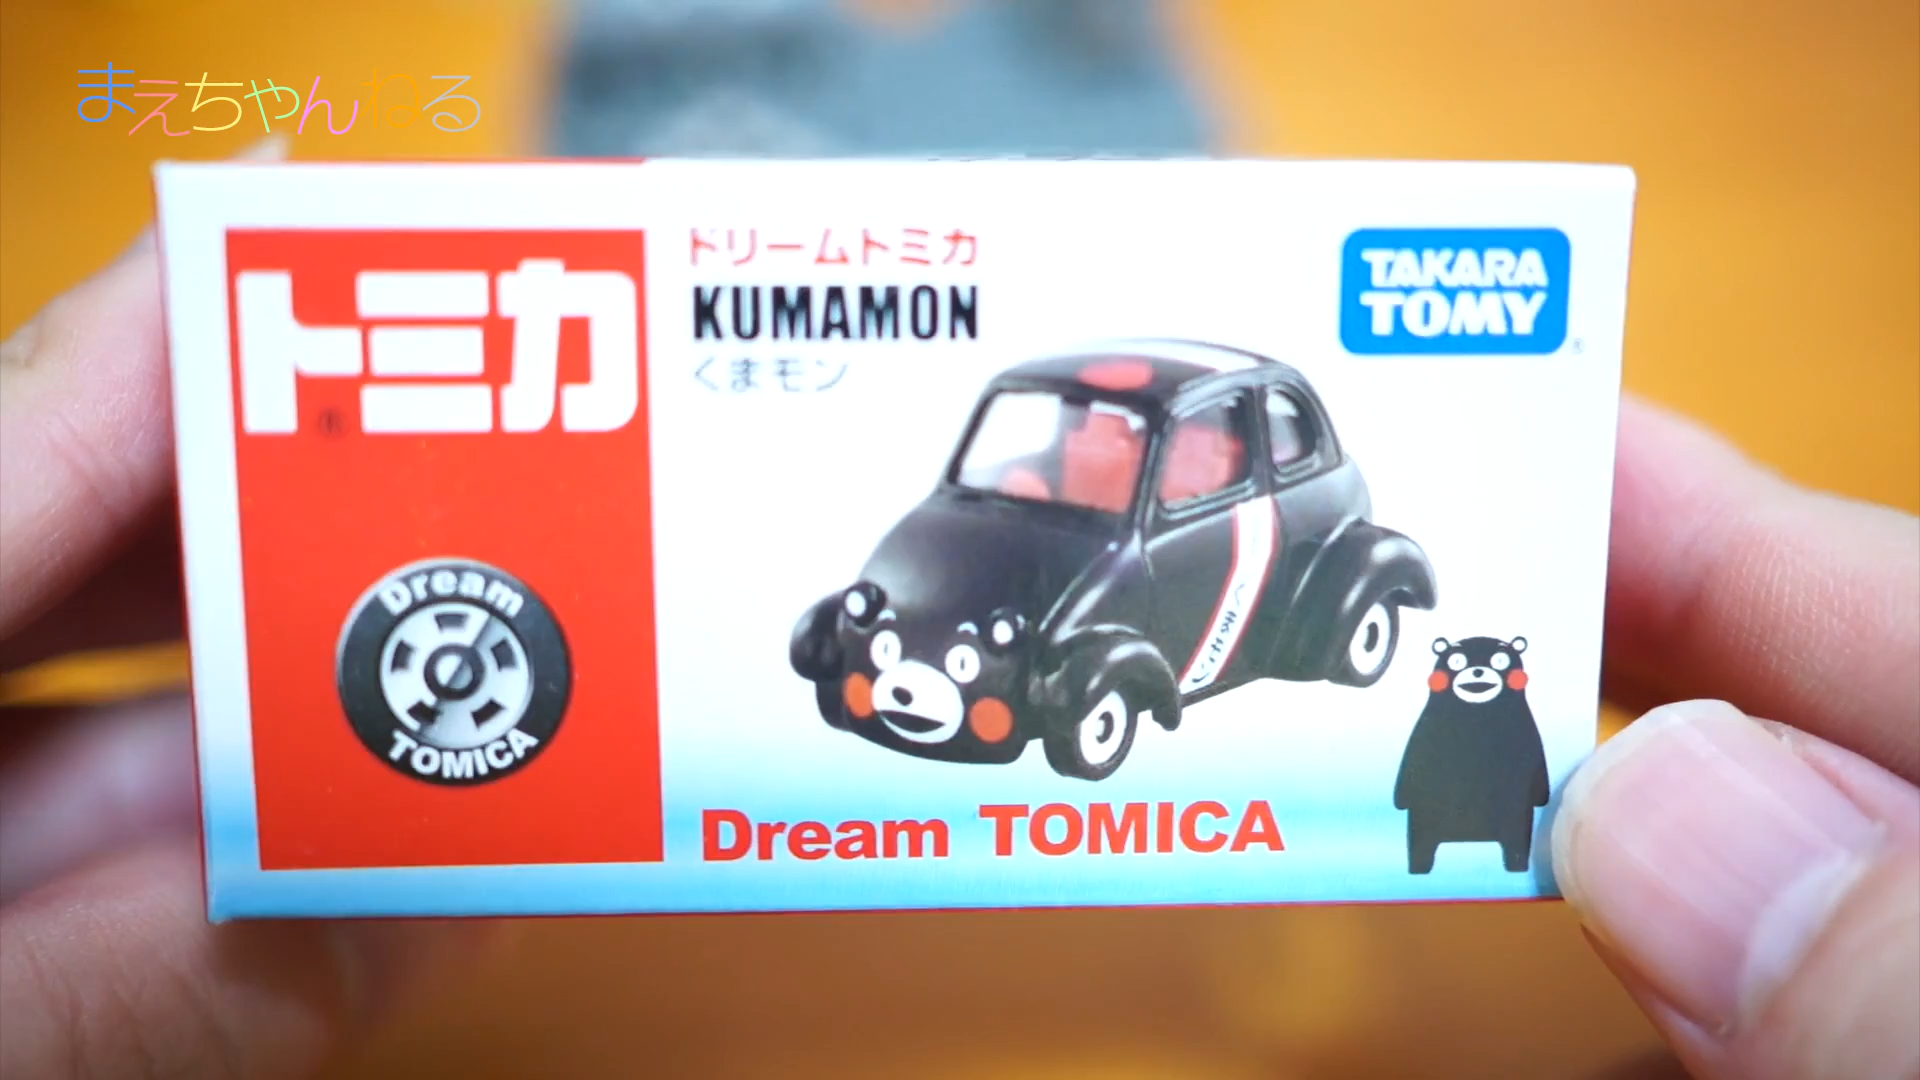 まえちゃんねる
トミカ
ドリームトミカ
KUMAMON
くまモン
TAKARA
TOMY
Dream
TOMICA
Dream TOMICA